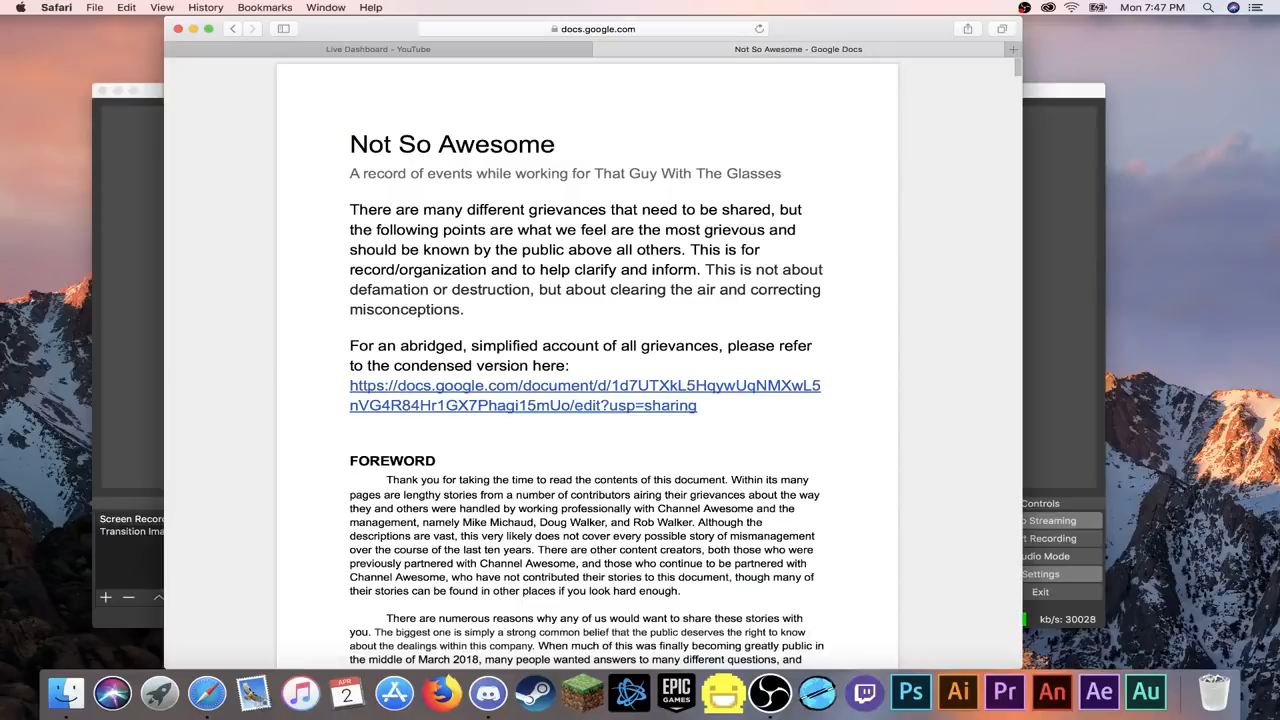 Safari File Edit View History Bookmarks Window Help
Mon 7:47 PM
docs.google.com
Live Dashboard - YouTube
Not So Awesome - Google Docs
Not So Awesome
A record of events while working for That Guy With The Glasses
There are many different grievances that need to be shared, but
the following points are what we feel are the most grievous and
should be known by the public above all others. This is for
record/organization and to help clarify and inform. This is not about
defamation or destruction, but about clearing the air and correcting
misconceptions.
For an abridged, simplified account of all grievances, please refer
to the condensed version here:
https://docs.google.com/document/d/1d7UTXkL5HqywUqNMXwL5
nVG4R84Hr1GX7Phagi15mUo/edit?usp=sharing
FOREWORD
Thank you for taking the time to read the contents of this document. Within its many
pages are lengthy stories from a number of contributors airing their grievances about the way
they and others were handled by working professionally with Channel Awesome and the
management, namely Mike Michaud, Doug Walker, and Rob Walker. Although the
descriptions are vast, this very likely does not cover every possible story of mismanagement
over the course of the last ten years. There are other content creators, both those who were
previously partnered with Channel Awesome, and those who continue to be partnered with
Channel Awesome, who have not contributed their stories to this document, though many of
their stories can be found in other places if you look hard enough.
There are numerous reasons why any of us would want to share these stories with
you. The biggest one is simply a strong common belief that the public deserves the right to know
about the dealings within this company. When much of this was finally becoming greatly public in
the middle of March 2018, many people wanted answers to many different questions, and
Screen Recor
Transition Ima
Controls
p Streaming
rt Recording
udio Mode
Settings
Exit
kb/s: 30028
APR
2
EPIC
GAMES
Ps
Ai
Pr
An
Ae
Au